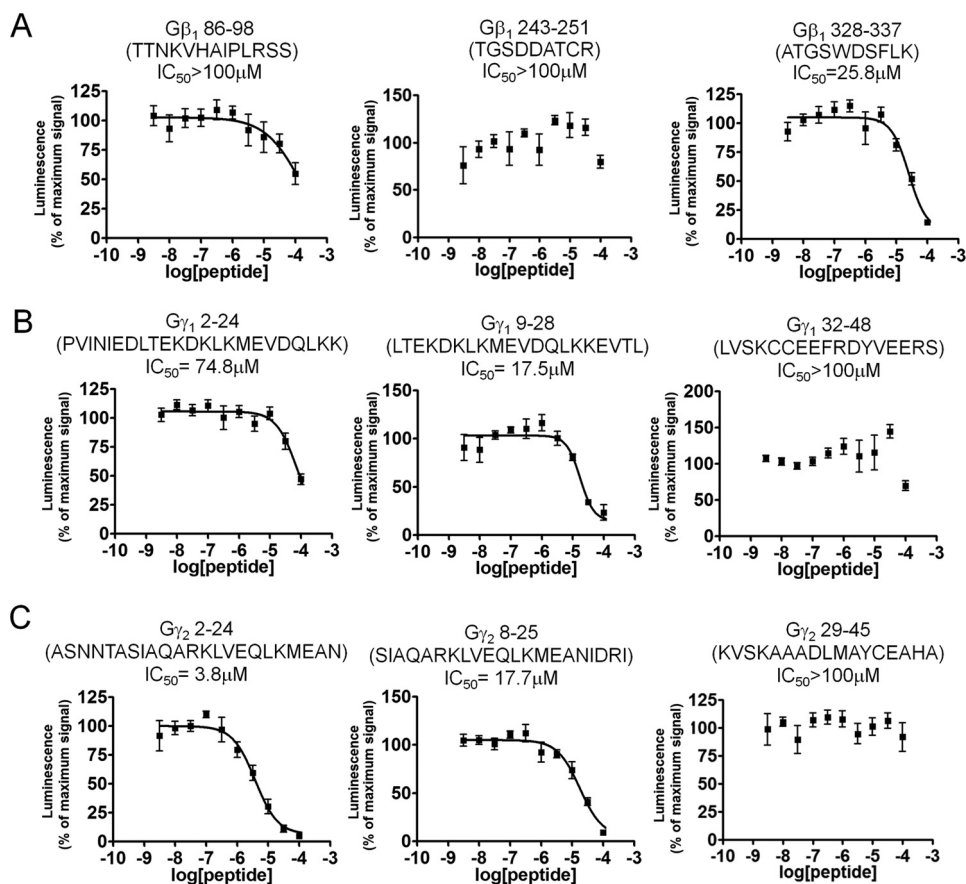 A
Gβ₁ 86-98
(TTNKVHAIPLRSS)
IC₅₀>100μM
Luminescence
(% of maximum signal)
125
100
75
50
25
0
-10 -9 -8 -7 -6 -5 -4 -3
log[peptide]
Gβ₁ 243-251
(TGSDDATCR)
IC₅₀>100μM
Luminescence
(% of maximum signal)
150
100
50
0
-10 -9 -8 -7 -6 -5 -4 -3
log[peptide]
Gβ₁ 328-337
(ATGSWDSFLK)
IC₅₀=25.8μM
Luminescence
(% of maximum signal)
125
100
75
50
25
0
-10 -9 -8 -7 -6 -5 -4 -3
log[peptide]
B
Gγ₁ 2-24
(PVINIEDLTEKDKLKMEVDQLKK)
IC₅₀= 74.8μM
Luminescence
(% of maximum signal)
125
100
75
50
25
0
-10 -9 -8 -7 -6 -5 -4 -3
log[peptide]
Gγ₁ 9-28
(LTEKDKLKMEVDQLKKEVTL)
IC₅₀= 17.5μM
Luminescence
(% of maximum signal)
150
100
50
0
-10 -9 -8 -7 -6 -5 -4 -3
log[peptide]
Gγ₁ 32-48
(LVSKCCEEFRDYVEERS)
IC₅₀>100μM
Luminescence
(% of maximum signal)
200
150
100
50
0
-10 -9 -8 -7 -6 -5 -4 -3
log[peptide]
C
Gγ₂ 2-24
(ASNNTASIAQARKLVEQLKMEAN)
IC₅₀= 3.8μM
Luminescence
(% of maximum signal)
125
100
75
50
25
0
-10 -9 -8 -7 -6 -5 -4 -3
log[peptide]
Gγ₂ 8-25
(SIAQARKLVEQLKMEANIDRI)
IC₅₀= 17.7μM
Luminescence
(% of maximum signal)
150
100
50
0
-10 -9 -8 -7 -6 -5 -4 -3
log[peptide]
Gγ₂ 29-45
(KVSKAAADLMAYCEAHA)
IC₅₀>100μM
Luminescence
(% of maximum signal)
125
100
75
50
25
0
-10 -9 -8 -7 -6 -5 -4 -3
log[peptide]